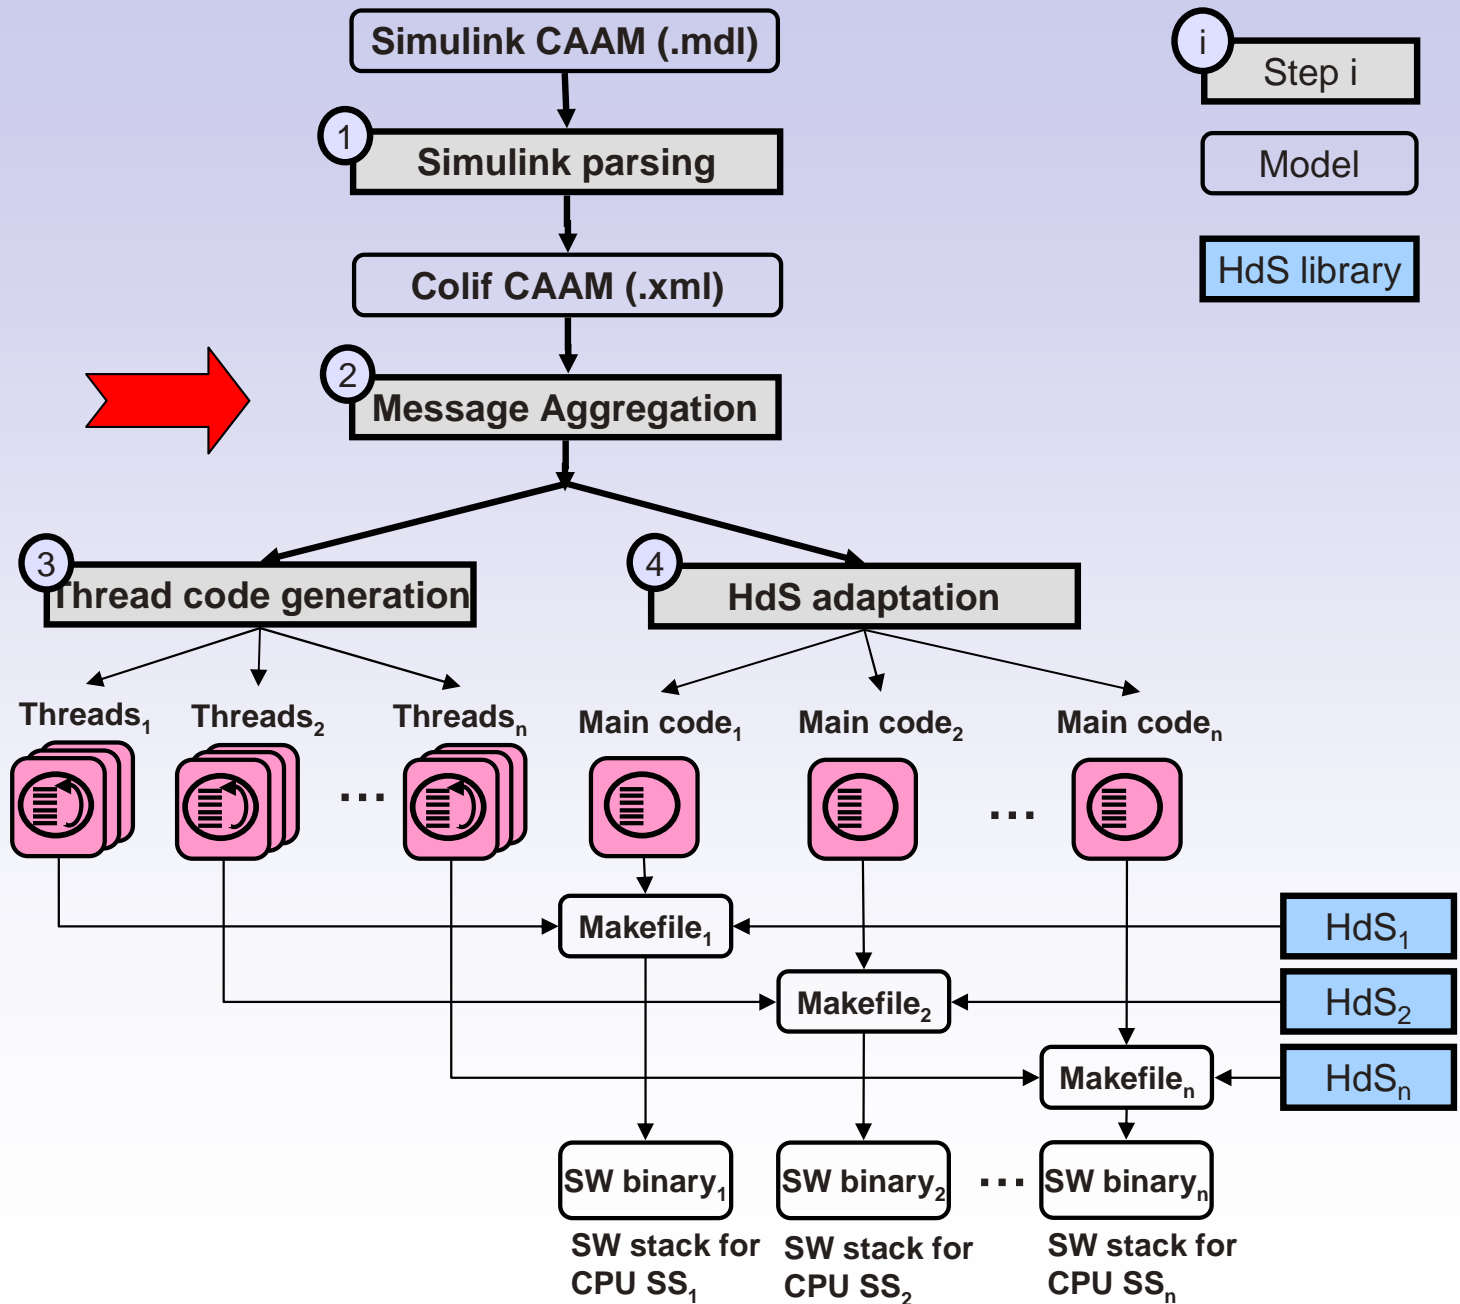 Simulink CAAM (.mdl)
i
Step i
1
Simulink parsing
Model
Colif CAAM (.xml)
HdS library
2
Message Aggregation
3
Thread code generation
4
HdS adaptation
Threads1
Threads2
Threadsn
Main code1
Main code2
Main coden
...
...
Makefile1
HdS1
Makefile2
HdS2
Makefilen
HdSn
SW binary1
SW binary2
...
SW binaryn
SW stack for
CPU SS1
SW stack for
CPU SS2
SW stack for
CPU SSn